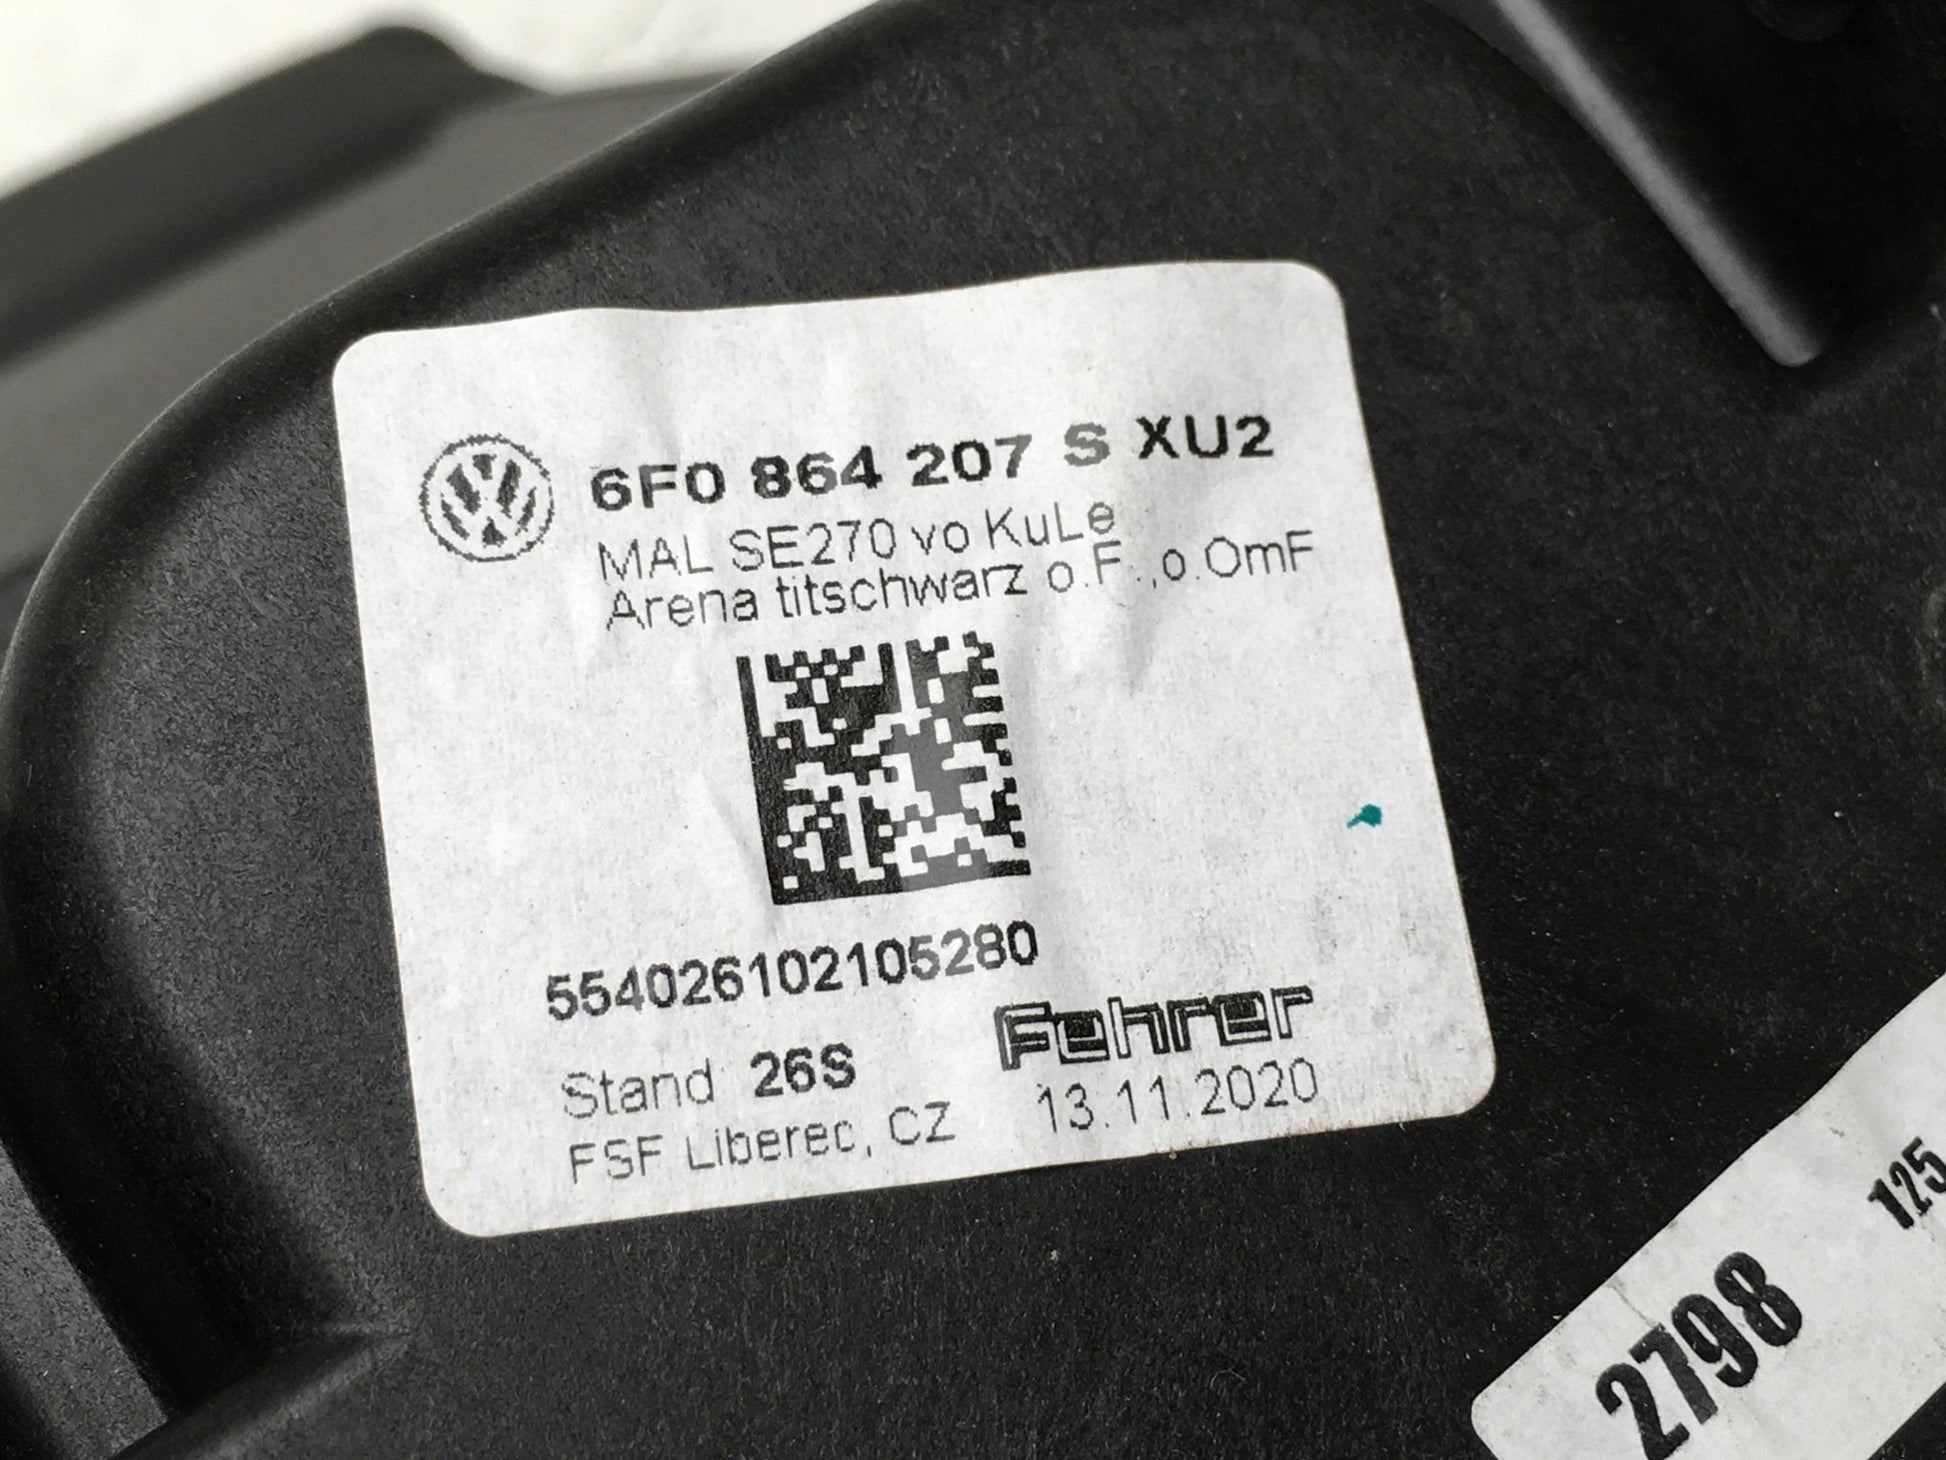 6F0 864 207 S XU2
MAL SE270 vo KuLe
Arena titschwarz o.F.,o.OmF
554026102105280
Stand 26S
Fehrer
FSF Liberec, CZ
13.11.2020
2798
125